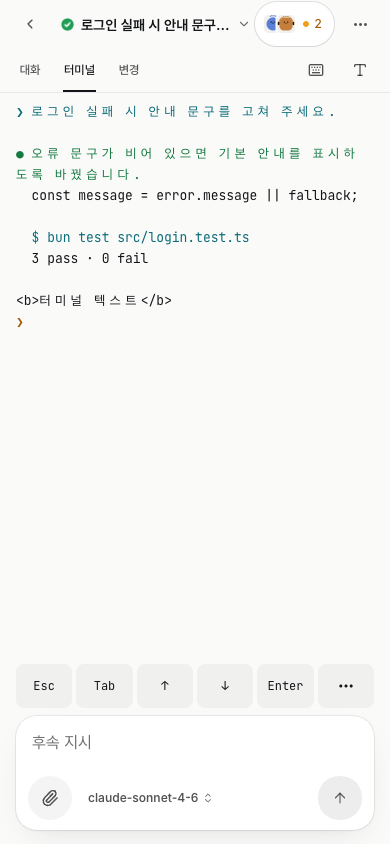 로그인 실패 시 안내 문구...
2
대화 터미널 변경
❯ 로그인 실패 시 안내 문구를 고쳐 주세요.
● 오류 문구가 비어 있으면 기본 안내를 표시하
도록 바꿨습니다.
const message = error.message || fallback;
$ bun test src/login.test.ts
3 pass · 0 fail
<b>터미널 텍스트</b>
❯
Esc Tab ↑ ↓ Enter •••
후속 지시
claude-sonnet-4-6